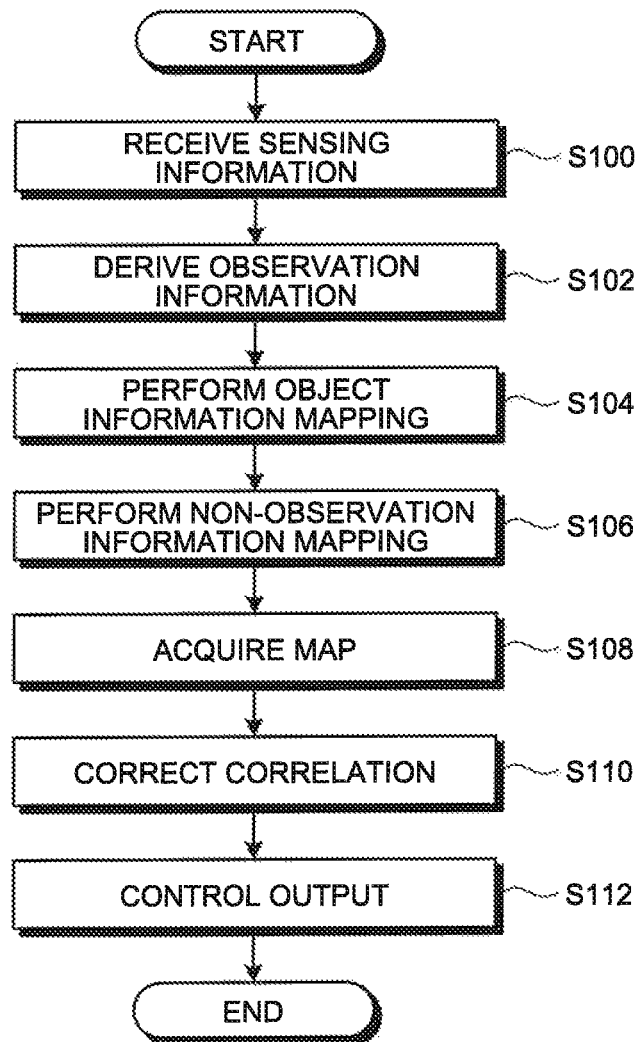 START
RECEIVE SENSING
INFORMATION
S100
DERIVE OBSERVATION
INFORMATION
S102
PERFORM OBJECT
INFORMATION MAPPING
S104
PERFORM NON-OBSERVATION
INFORMATION MAPPING
S106
ACQUIRE MAP
S108
CORRECT CORRELATION
S110
CONTROL OUTPUT
S112
END